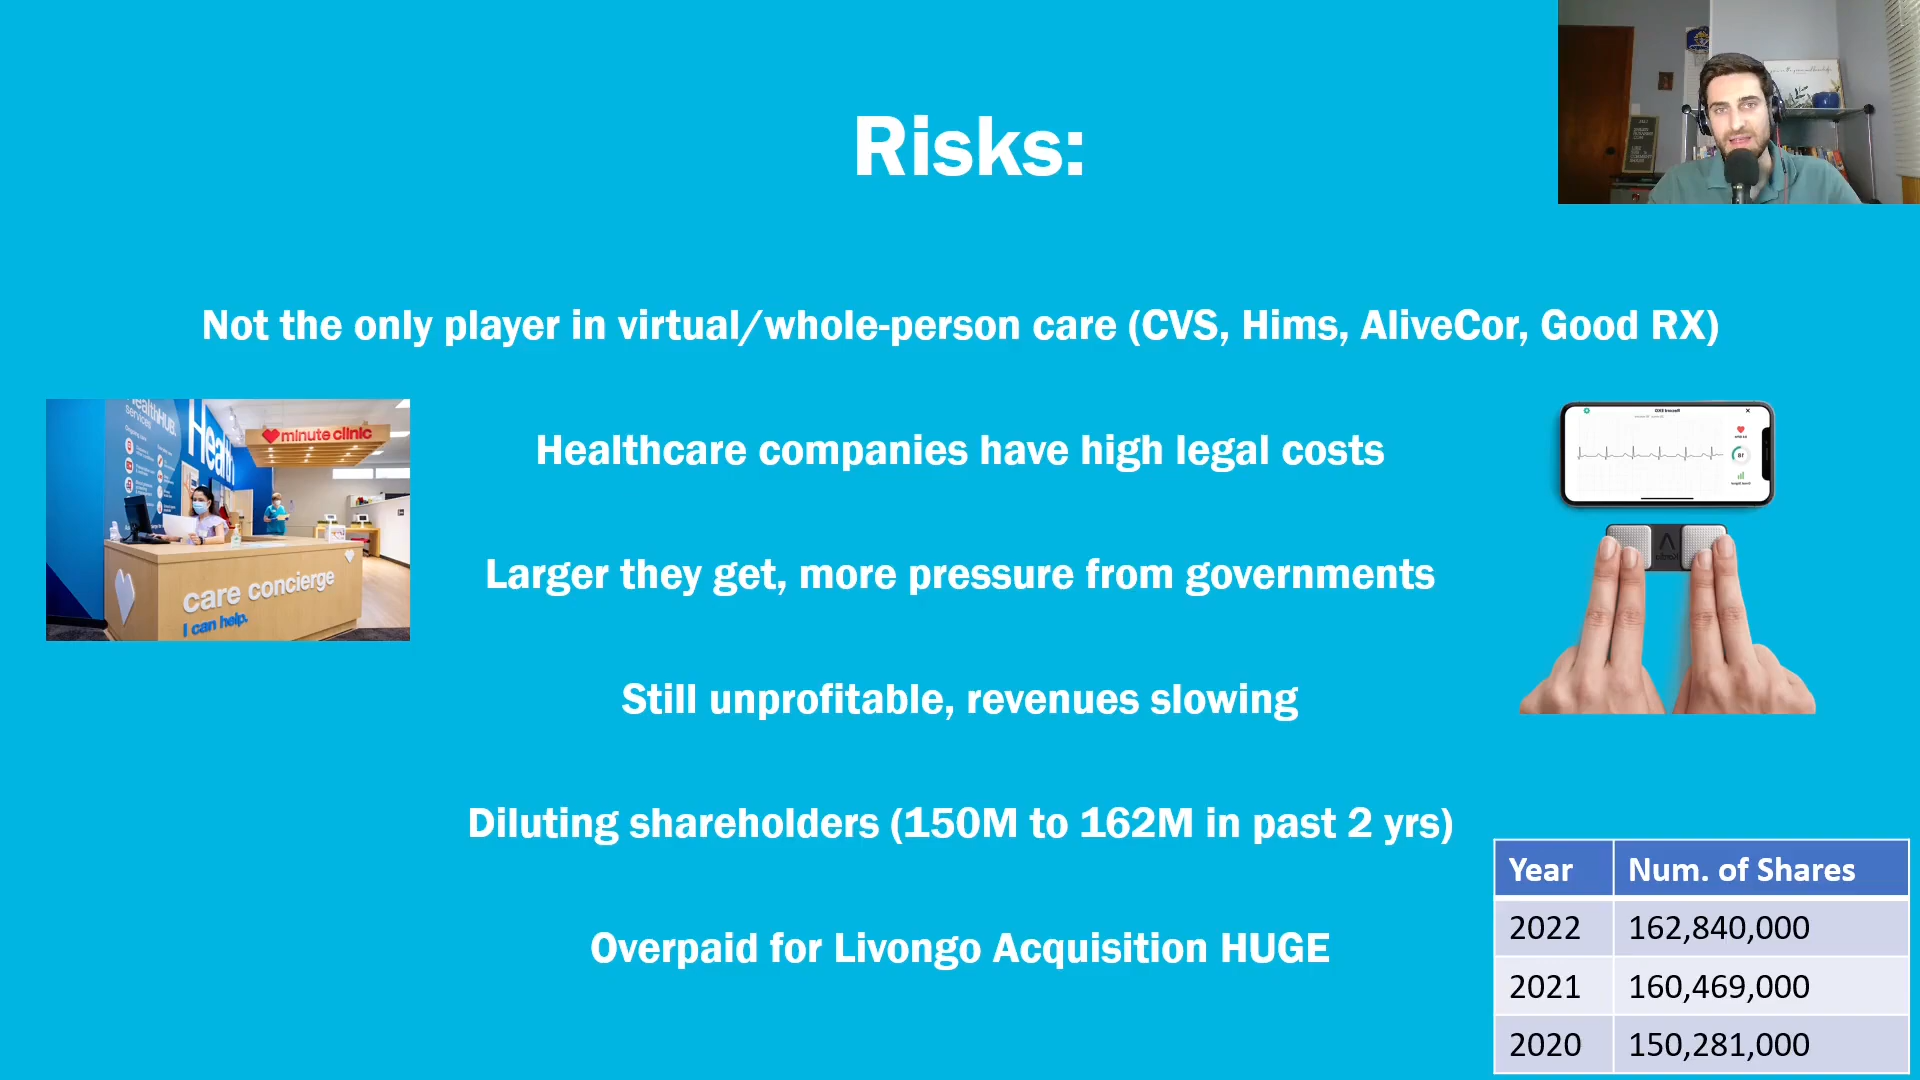 Risks:
Not the only player in virtual/whole-person care (CVS, Hims, AliveCor, Good RX)
Healthcare companies have high legal costs
Larger they get, more pressure from governments
Still unprofitable, revenues slowing
Diluting shareholders (150M to 162M in past 2 yrs)
Overpaid for Livongo Acquisition HUGE
HealthHUB
services
Health
minute clinic
care concierge
I can help.
Year Num. of Shares
2022 162,840,000
2021 160,469,000
2020 150,281,000